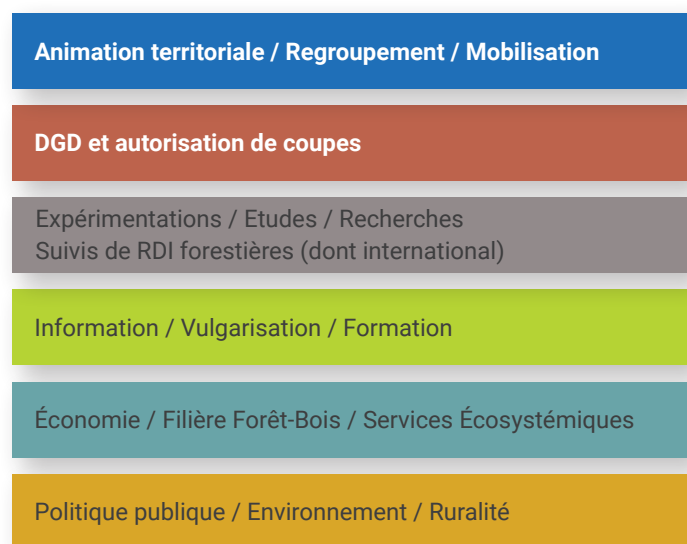 Animation territoriale / Regroupement / Mobilisation
DGD et autorisation de coupes
Expérimentations / Etudes / Recherches
Suivis de RDI forestières (dont international)
Information / Vulgarisation / Formation
Économie / Filière Forêt-Bois / Services Écosystémiques
Politique publique / Environnement / Ruralité